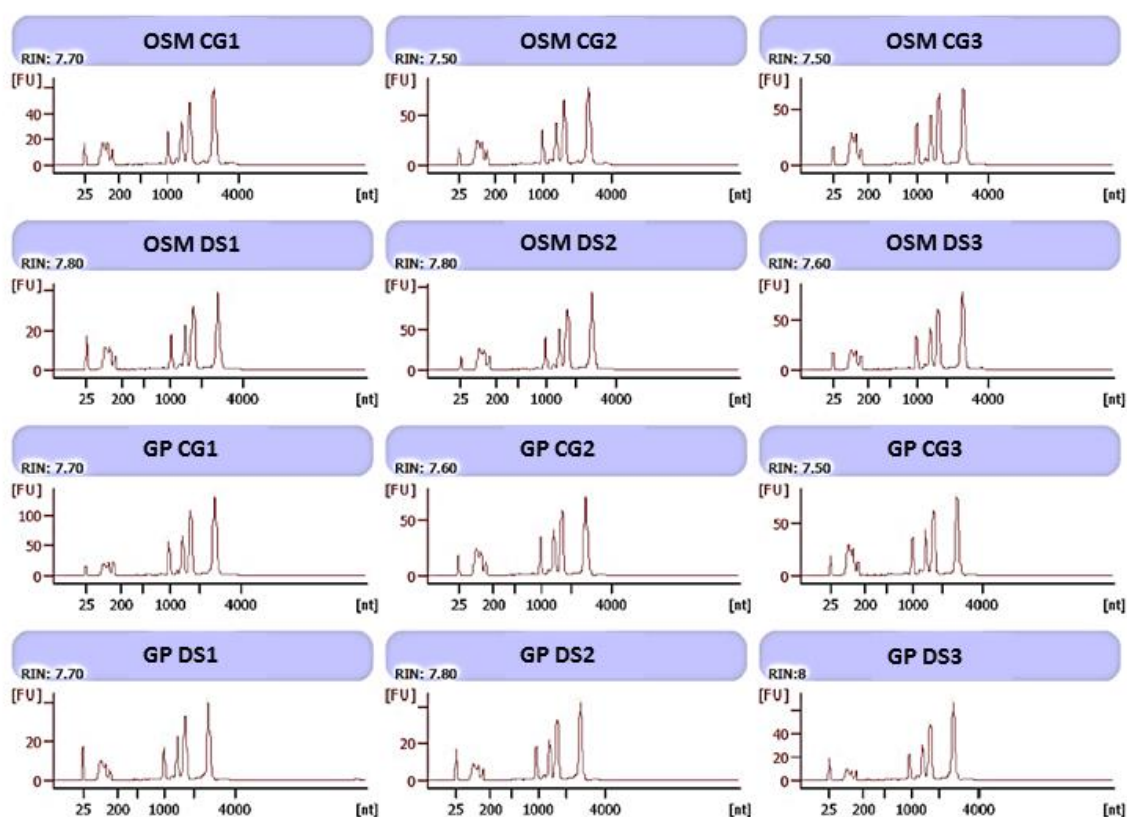 OSM CG1 OSM CG2 OSM CG3
RIN: 7.70 RIN: 7.50 RIN: 7.50
[FU] [FU] [FU]
40 50 50
20
0 0 0
25 200 1000 4000 [nt] 25 200 1000 4000 [nt] 25 200 1000 4000 [nt]
OSM DS1 OSM DS2 OSM DS3
RIN: 7.80 RIN: 7.80 RIN: 7.60
[FU] [FU] [FU]
20 50 50
0 0 0
25 200 1000 4000 [nt] 25 200 1000 4000 [nt] 25 200 1000 4000 [nt]
GP CG1 GP CG2 GP CG3
RIN: 7.70 RIN: 7.60 RIN: 7.50
[FU] [FU] [FU]
100 50 50
50
0 0 0
25 200 1000 4000 [nt] 25 200 1000 4000 [nt] 25 200 1000 4000 [nt]
GP DS1 GP DS2 GP DS3
RIN: 7.70 RIN: 7.80 RIN:8
[FU] [FU] [FU]
20 20 40
20
0 0 0
25 200 1000 4000 [nt] 25 200 1000 4000 [nt] 25 200 1000 4000 [nt]